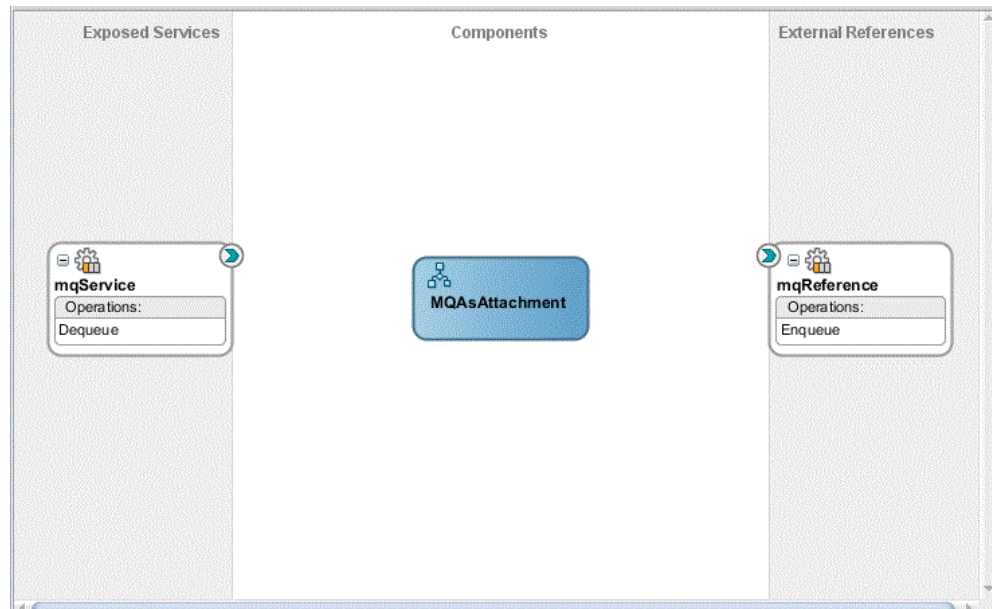 Exposed Services
Components
External References
mqService
Operations:
Dequeue
MQAsAttachment
mqReference
Operations:
Enqueue